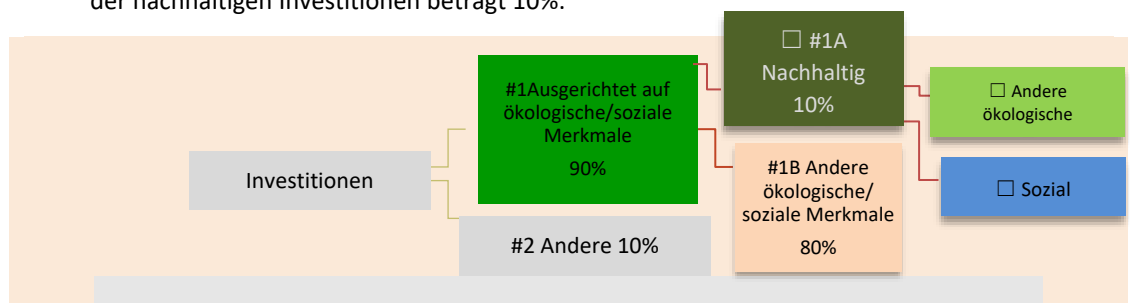 der nachhaltigen Investitionen beträgt 10%.
☐ #1A
Nachhaltig
10%
#1Ausgerichtet auf
ökologische/soziale
Merkmale
90%
☐ Andere
ökologische
Investitionen
#1B Andere
ökologische/
soziale Merkmale
80%
☐ Sozial
#2 Andere 10%